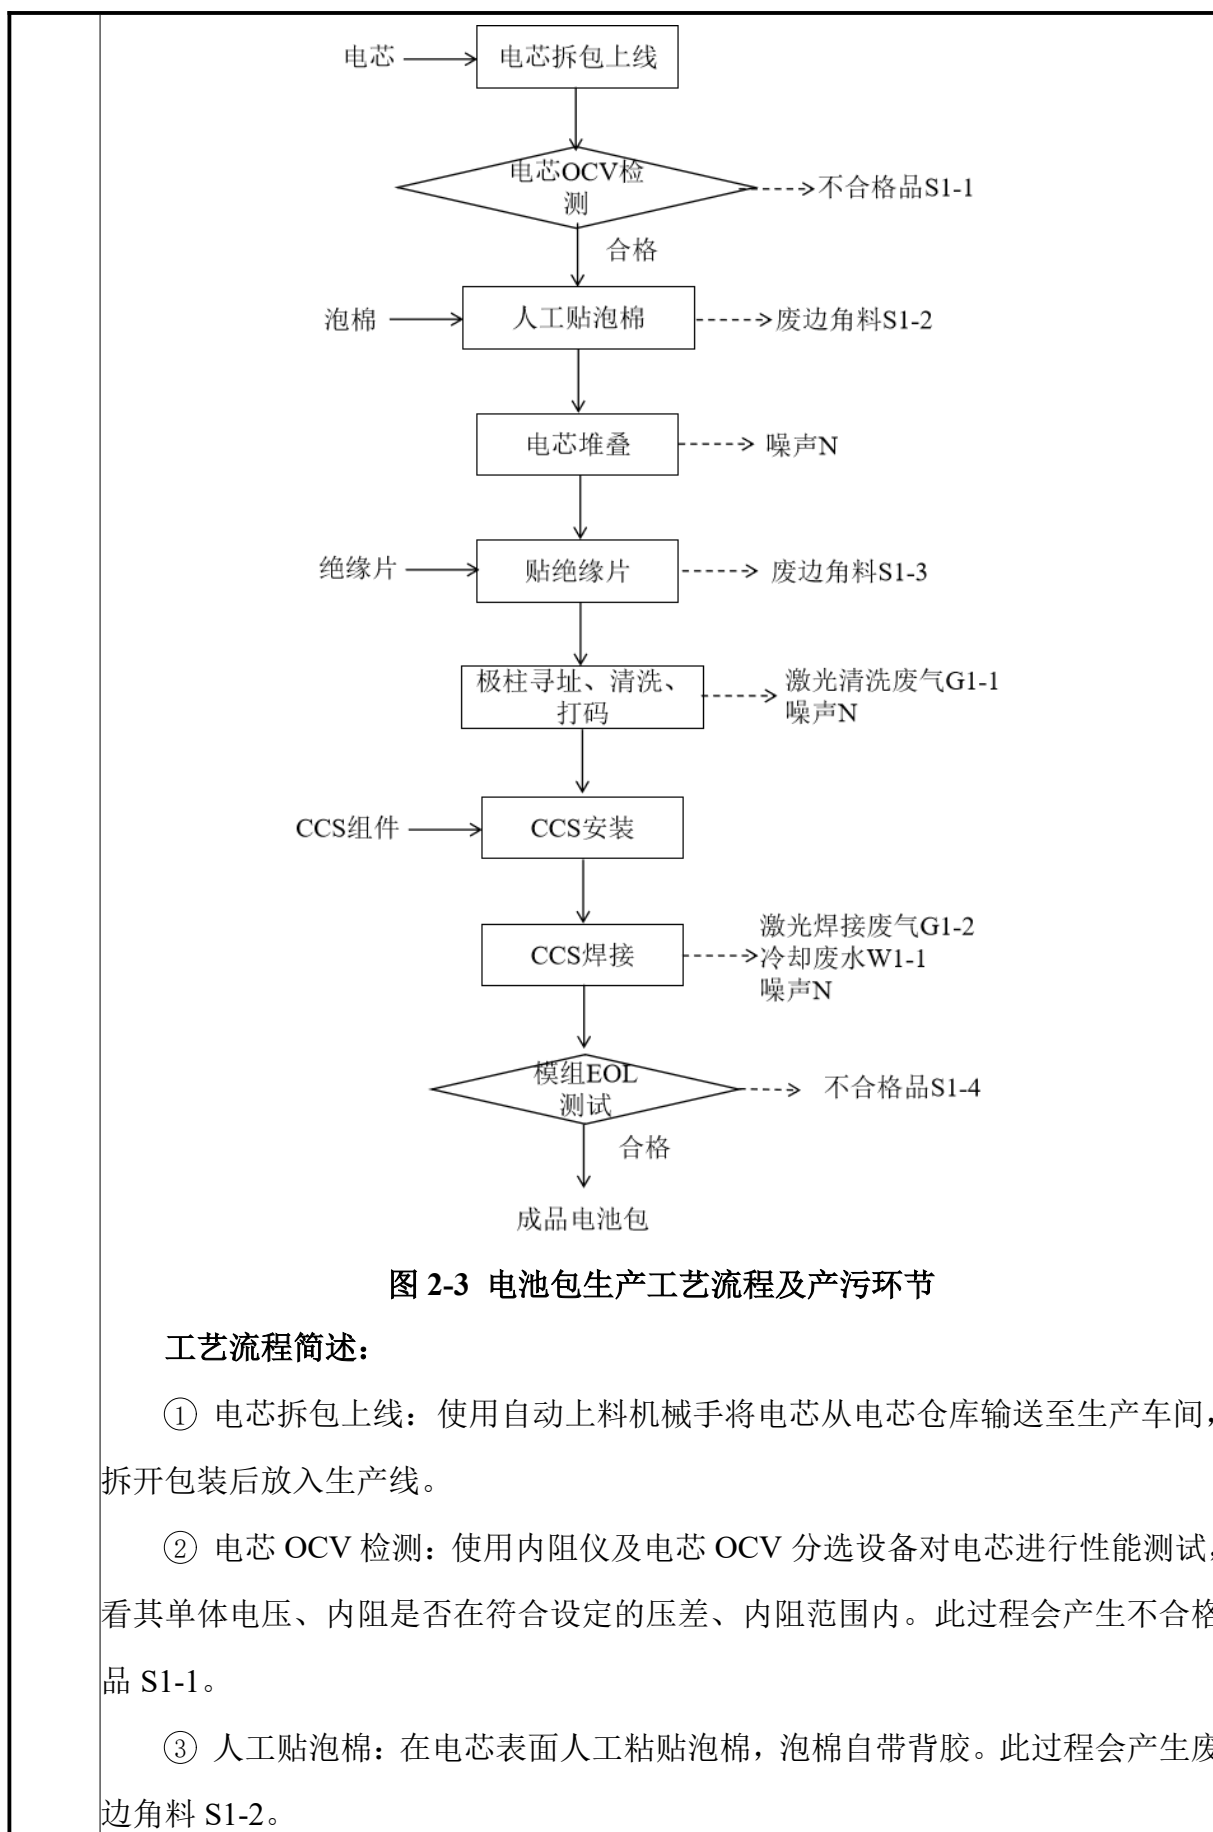 电芯
电芯拆包上线
电芯OCV检
测
不合格品S1-1
合格
泡棉
人工贴泡棉
废边角料S1-2
电芯堆叠
噪声N
绝缘片
贴绝缘片
废边角料S1-3
极柱寻址、清洗、
打码
激光清洗废气G1-1
噪声N
CCS组件
CCS安装
CCS焊接
激光焊接废气G1-2
冷却废水W1-1
噪声N
模组EOL
测试
不合格品S1-4
合格
成品电池包
图 2-3 电池包生产工艺流程及产污环节
工艺流程简述：
① 电芯拆包上线：使用自动上料机械手将电芯从电芯仓库输送至生产车间，
拆开包装后放入生产线。
② 电芯 OCV 检测：使用内阻仪及电芯 OCV 分选设备对电芯进行性能测试，
看其单体电压、内阻是否在符合设定的压差、内阻范围内。此过程会产生不合格
品 S1-1。
③ 人工贴泡棉：在电芯表面人工粘贴泡棉，泡棉自带背胶。此过程会产生废
边角料 S1-2。